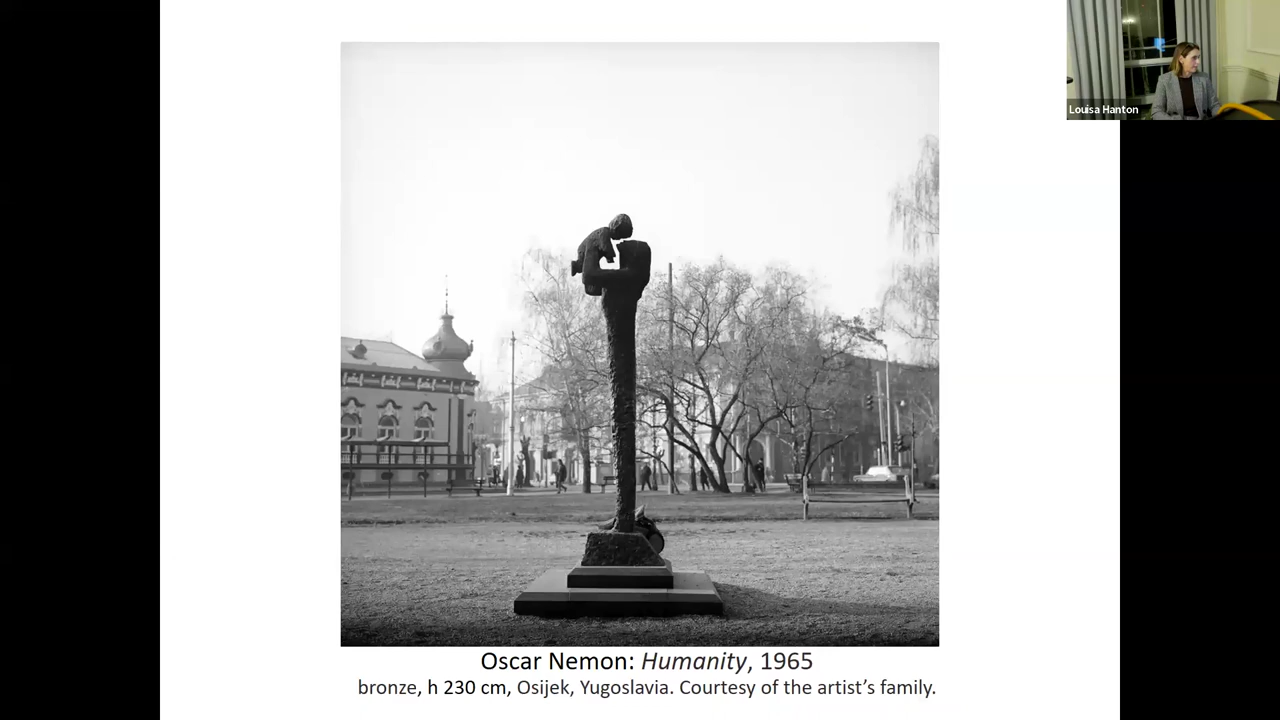 Louisa Hanton
Oscar Nemon: Humanity, 1965
bronze, h 230 cm, Osijek, Yugoslavia. Courtesy of the artist’s family.